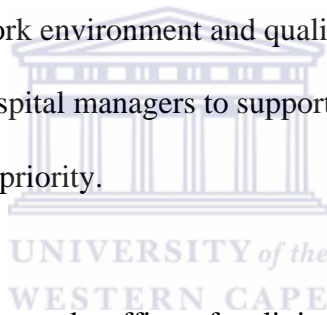 ork environment and quali
spital managers to support
priority.
UNIVERSITY of the
WESTERN CAPE